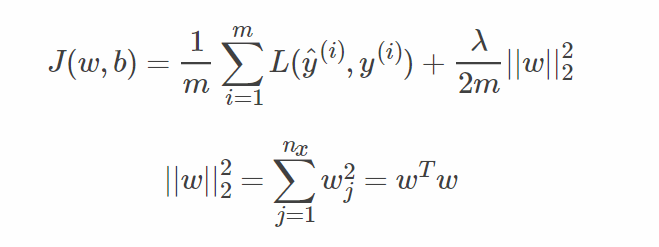 J(w, b) = \frac{1}{m} \sum_{i=1}^{m} L(\hat{y}^{(i)}, y^{(i)}) + \frac{\lambda}{2m} ||w||_2^2
||w||_2^2 = \sum_{j=1}^{n_x} w_j^2 = w^T w